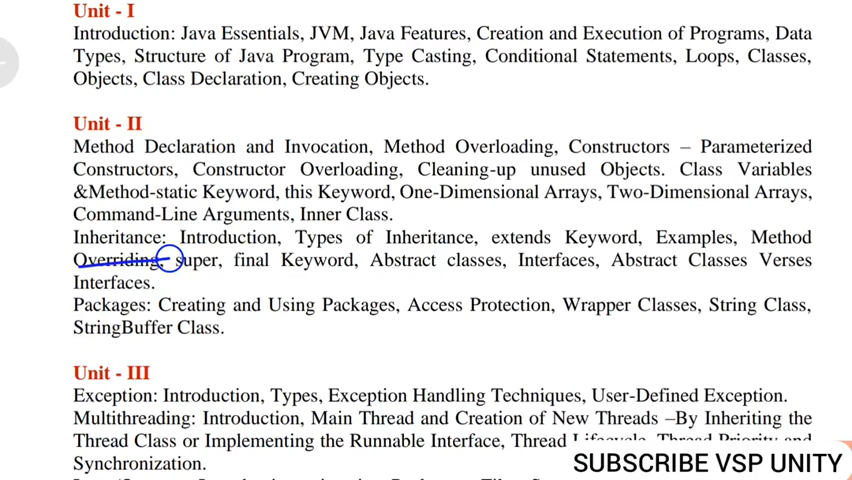 Unit - I
Introduction: Java Essentials, JVM, Java Features, Creation and Execution of Programs, Data
Types, Structure of Java Program, Type Casting, Conditional Statements, Loops, Classes,
Objects, Class Declaration, Creating Objects.
Unit - II
Method Declaration and Invocation, Method Overloading, Constructors – Parameterized
Constructors, Constructor Overloading, Cleaning-up unused Objects. Class Variables
&Method-static Keyword, this Keyword, One-Dimensional Arrays, Two-Dimensional Arrays,
Command-Line Arguments, Inner Class.
Inheritance: Introduction, Types of Inheritance, extends Keyword, Examples, Method
Overriding, super, final Keyword, Abstract classes, Interfaces, Abstract Classes Verses
Interfaces.
Packages: Creating and Using Packages, Access Protection, Wrapper Classes, String Class,
StringBuffer Class.
Unit - III
Exception: Introduction, Types, Exception Handling Techniques, User-Defined Exception.
Multithreading: Introduction, Main Thread and Creation of New Threads –By Inheriting the
Thread Class or Implementing the Runnable Interface, Thread Lifecycle, Thread Priority and
Synchronization.
SUBSCRIBE VSP UNITY